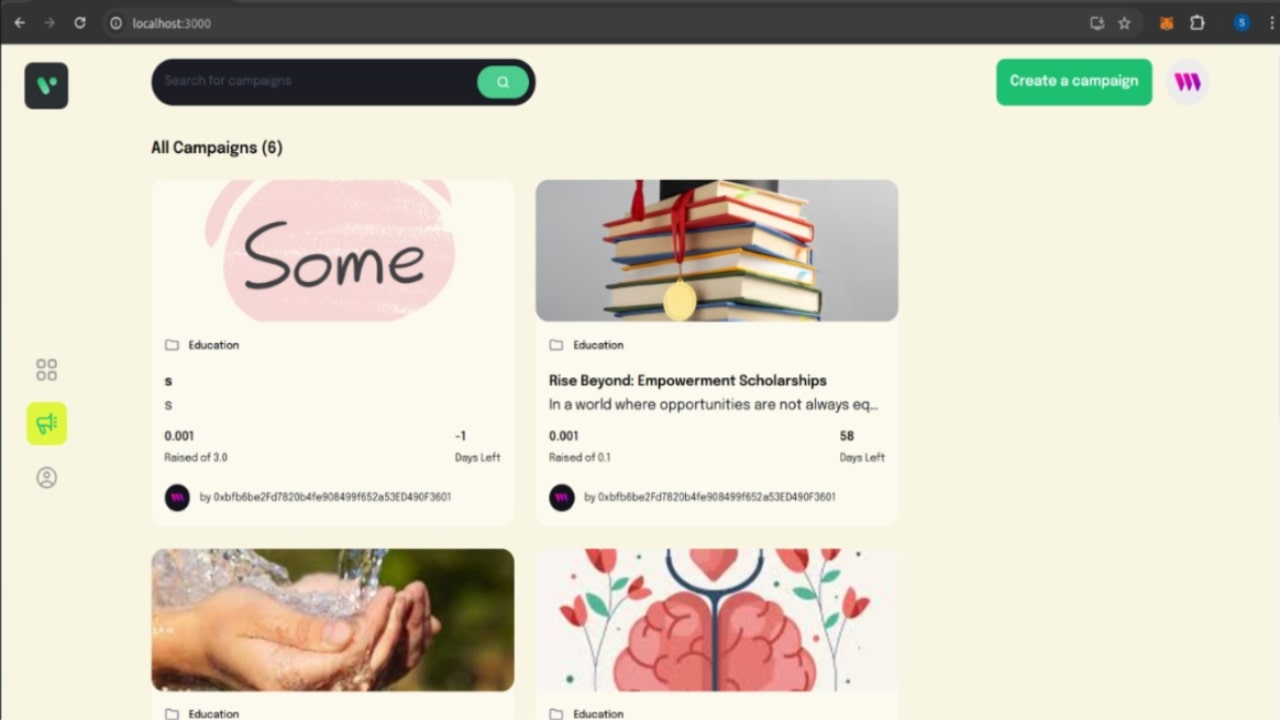 localhost:3000
S
Search for campaigns
Create a campaign
All Campaigns (6)
Some
Education
s
s
0.001
-1
Raised of 3.0
Days Left
by 0xbfb6be2Fd7820b4fe908499f652a53ED490F3601
Education
Rise Beyond: Empowerment Scholarships
In a world where opportunities are not always eq...
0.001
58
Raised of 0.1
Days Left
by 0xbfb6be2Fd7820b4fe908499f652a53ED490F3601
Education
Education